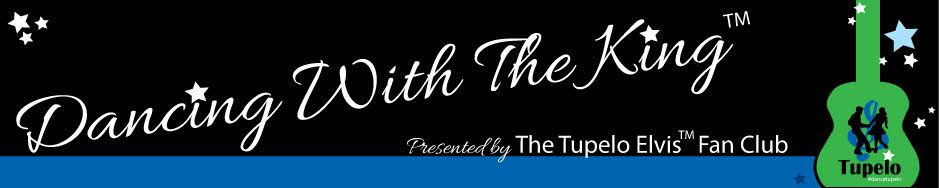 Dancing With The King™
Presented by The Tupelo Elvis™ Fan Club
Tupelo
#dancetupelo